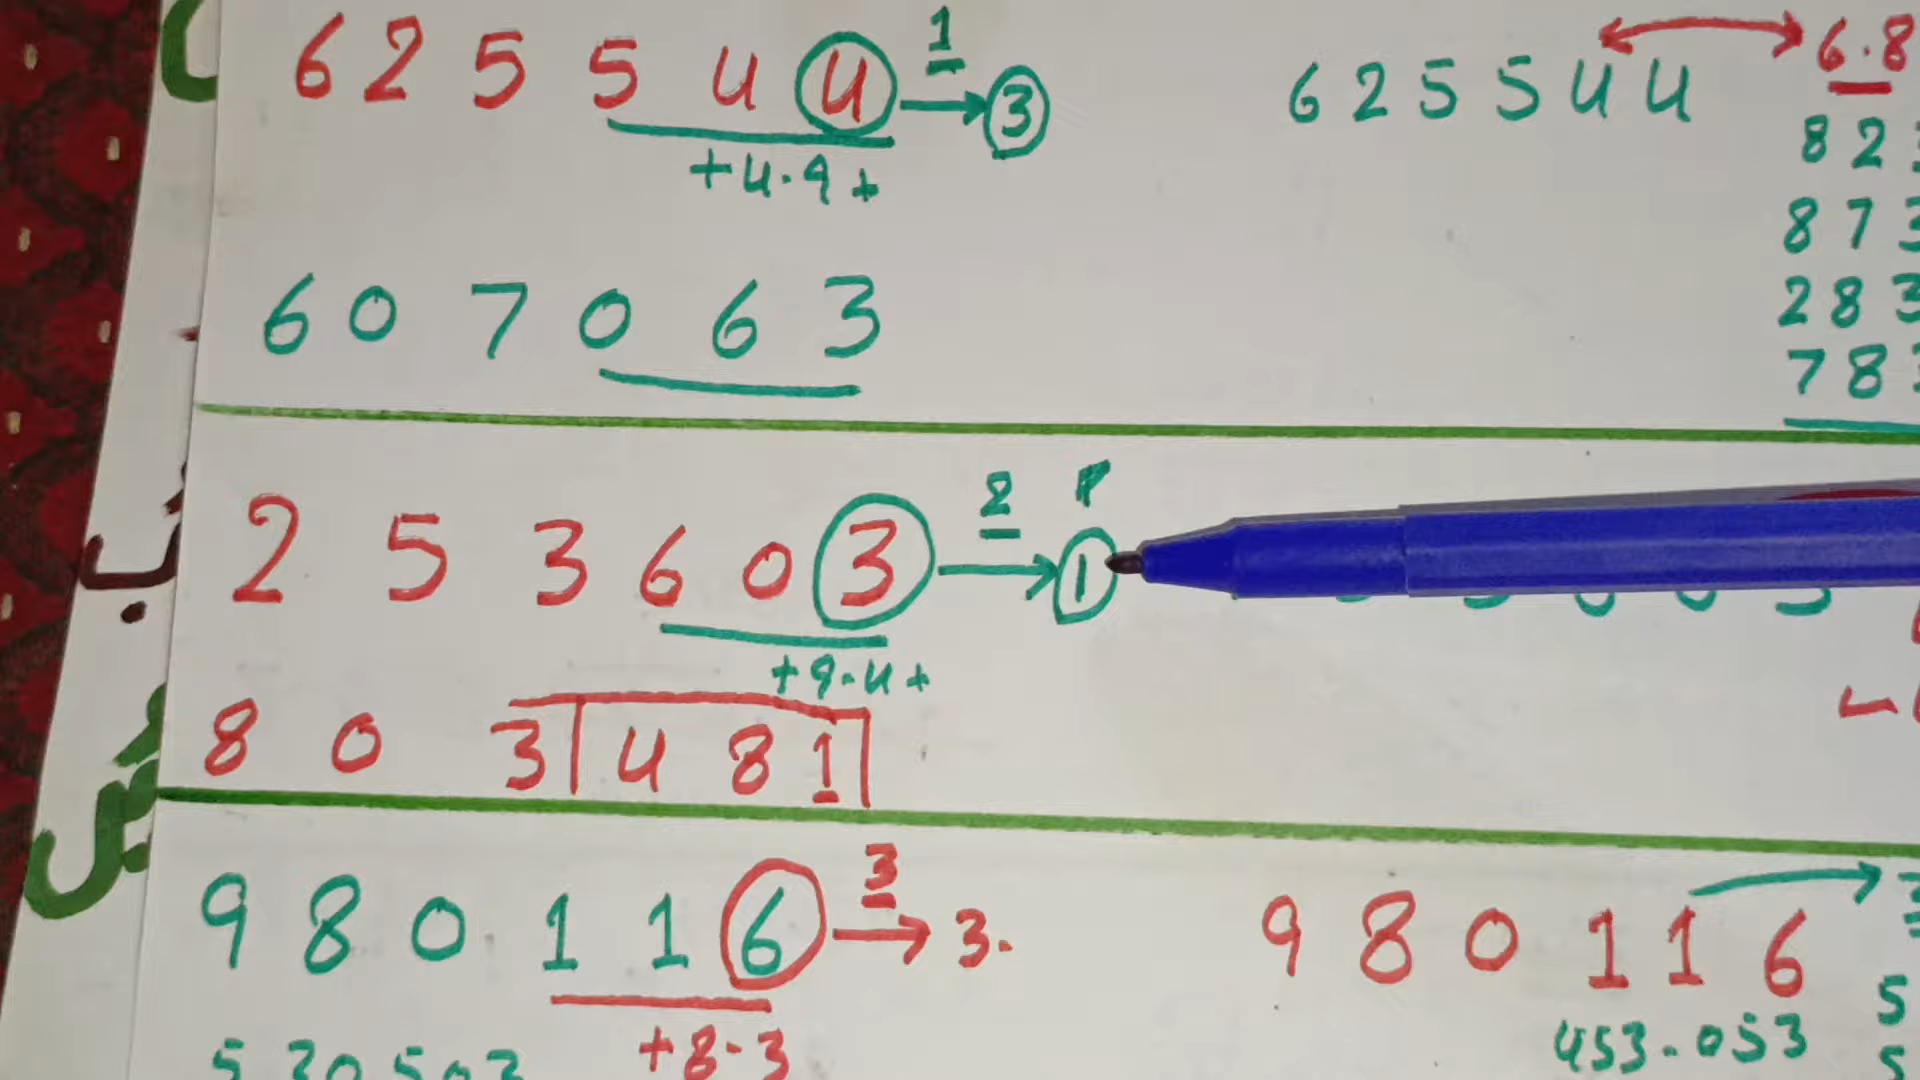 6 2 5 5 4 4 1 3
+4.9+
6 0 7 0 6 3
6 2 5 5 4 4 6.8
8 2
8 7 3
2 8 3
7 8
2 5 3 6 0 3 2 1
+9.4+
8 0 3 4 8 1
9 8 0 1 1 6 3 3.
+8.3
9 8 0 1 1 6
453.053
5